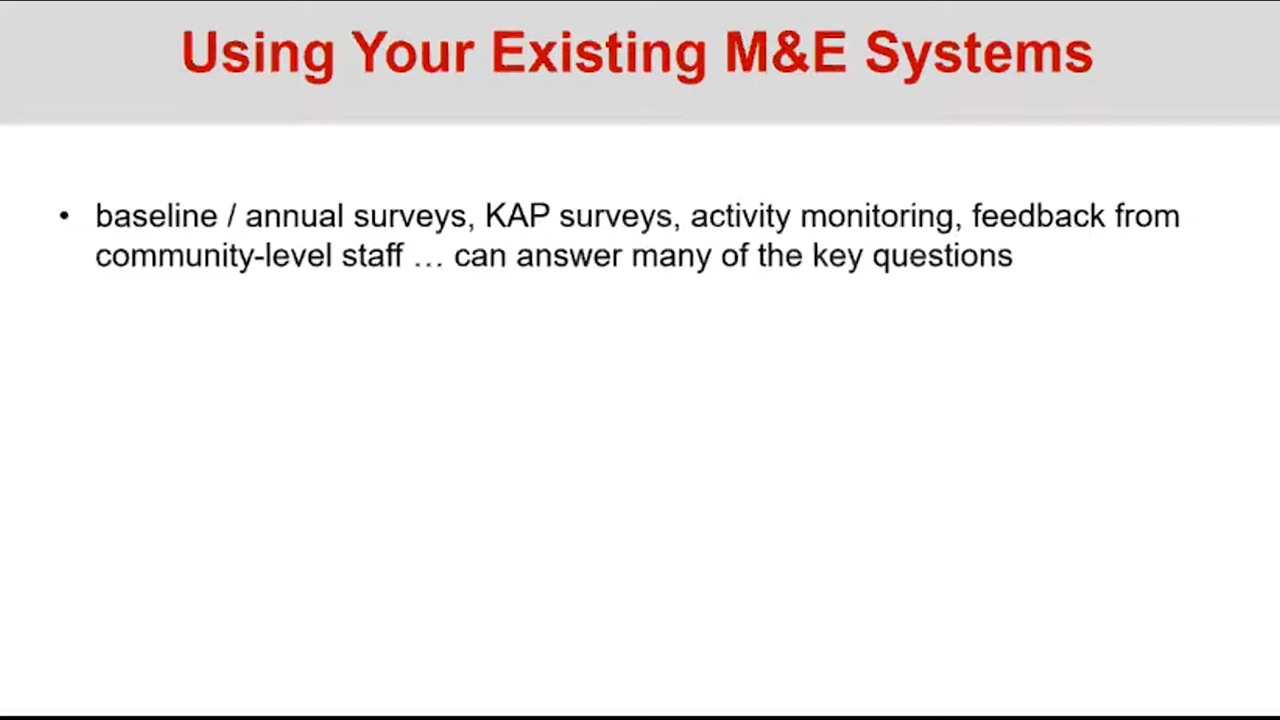 Using Your Existing M&E Systems
• baseline / annual surveys, KAP surveys, activity monitoring, feedback from
community-level staff … can answer many of the key questions